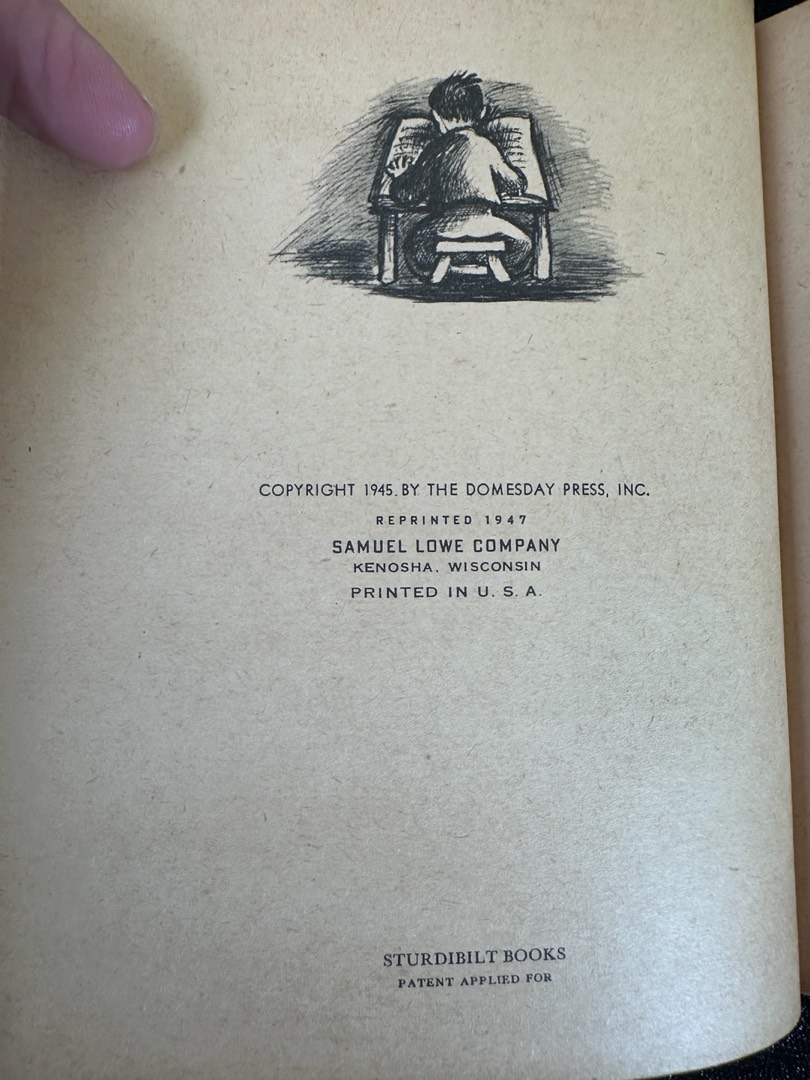 COPYRIGHT 1945. BY THE DOMESDAY PRESS, INC.
REPRINTED 1947
SAMUEL LOWE COMPANY
KENOSHA, WISCONSIN
PRINTED IN U. S. A.
STURDIBILT BOOKS
PATENT APPLIED FOR